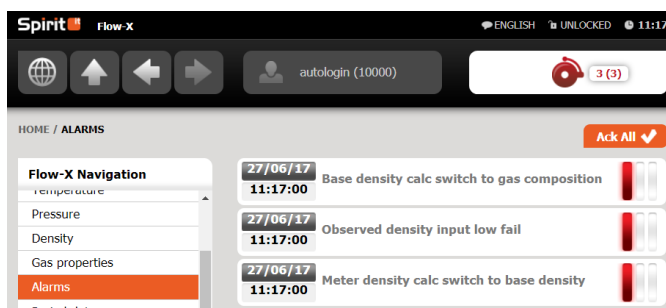 Spirit IT Flow-X
ENGLISH UNLOCKED 11:17
autologin (10000)
3 (3)
HOME / ALARMS
Ack All
Flow-X Navigation
Temperature
Pressure
Density
Gas properties
Alarms
27/06/17
11:17:00
Base density calc switch to gas composition
27/06/17
11:17:00
Observed density input low fail
27/06/17
11:17:00
Meter density calc switch to base density